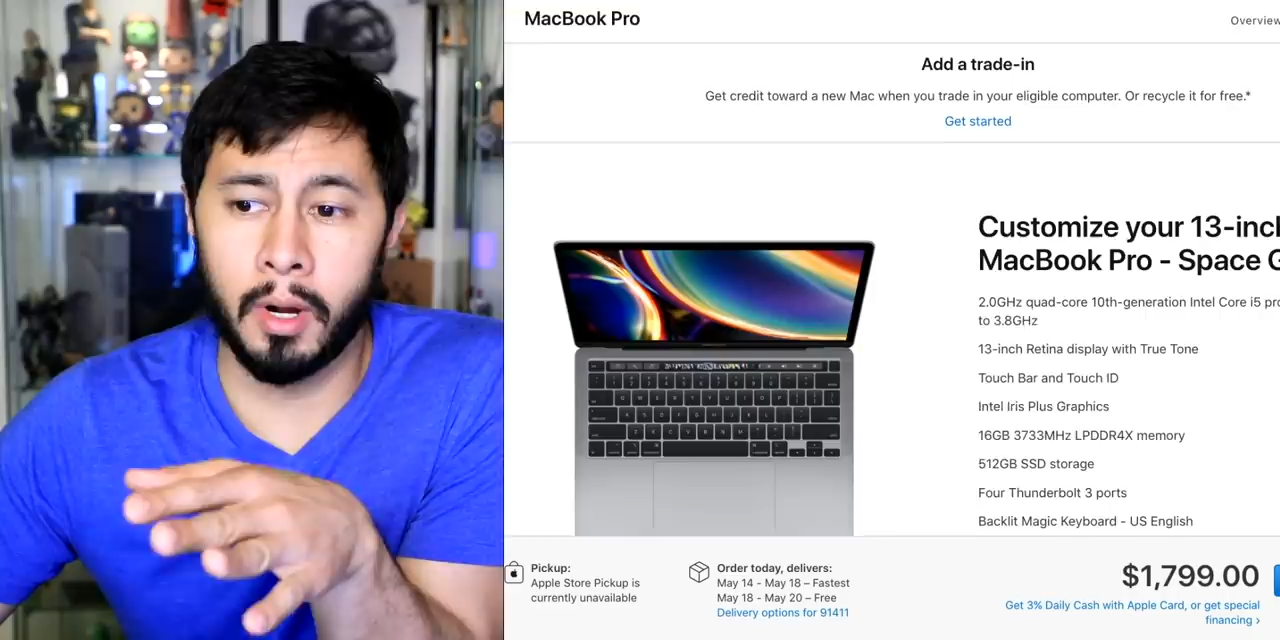 MacBook Pro
Overview
Add a trade-in
Get credit toward a new Mac when you trade in your eligible computer. Or recycle it for free.*
Get started
Customize your 13-inch
MacBook Pro - Space G
2.0GHz quad-core 10th-generation Intel Core i5 pro
to 3.8GHz
13-inch Retina display with True Tone
Touch Bar and Touch ID
Intel Iris Plus Graphics
16GB 3733MHz LPDDR4X memory
512GB SSD storage
Four Thunderbolt 3 ports
Backlit Magic Keyboard - US English
Pickup:
Apple Store Pickup is
currently unavailable
Order today, delivers:
May 14 - May 18 – Fastest
May 18 - May 20 – Free
Delivery options for 91411
$1,799.00
Get 3% Daily Cash with Apple Card, or get special
financing ›